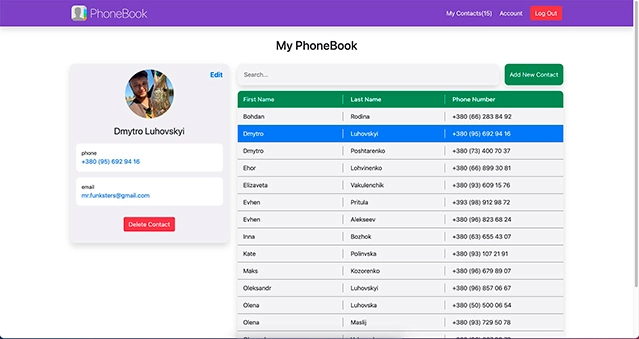 PhoneBook
My Contacts(15) Account Log Out
My PhoneBook
Edit
Dmytro Luhovskyi
phone
+380 (95) 692 94 16
email
mr.funksters@gmail.com
Delete Contact
Search...
Add New Contact
First Name Last Name Phone Number
Bohdan Rodina +380 (66) 283 84 92
Dmytro Luhovskyi +380 (95) 692 94 16
Dmytro Poshtarenko +380 (73) 400 70 37
Ehor Lohvinenko +380 (66) 899 30 81
Elizaveta Vakulenchik +380 (93) 609 15 76
Evhen Pritula +393 (98) 912 98 72
Evhen Alekseev +380 (96) 823 68 24
Inna Bozhok +380 (63) 655 43 07
Kate Polinvska +380 (93) 107 21 91
Maks Kozorenko +380 (96) 679 89 07
Oleksandr Luhovskyi +380 (96) 857 06 67
Olena Luhovska +380 (50) 500 06 54
Olena Maslij +380 (93) 729 50 78